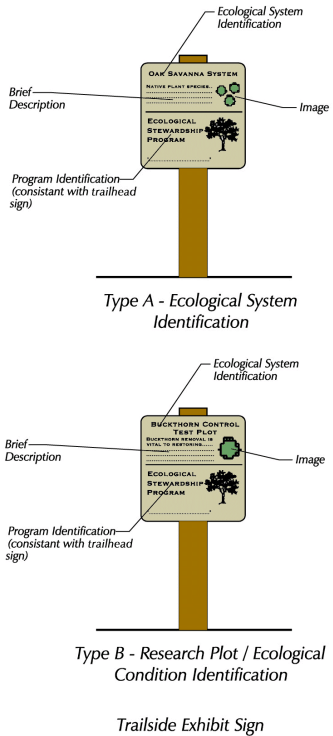 Ecological System
Identification
OAK SAVANNA SYSTEM
NATIVE PLANT SPECIES...
Brief
Description
Image
ECOLOGICAL
STEWARDSHIP
PROGRAM
Program Identification
(consistant with trailhead
sign)
Type A - Ecological System
Identification
Ecological System
Identification
BUCKTHORN CONTROL
TEST PLOT
BUCKTHORN REMOVAL IS
VITAL TO RESTORING......
Brief
Description
Image
ECOLOGICAL
STEWARDSHIP
PROGRAM
Program Identification
(consistant with trailhead
sign)
Type B - Research Plot / Ecological
Condition Identification
Trailside Exhibit Sign